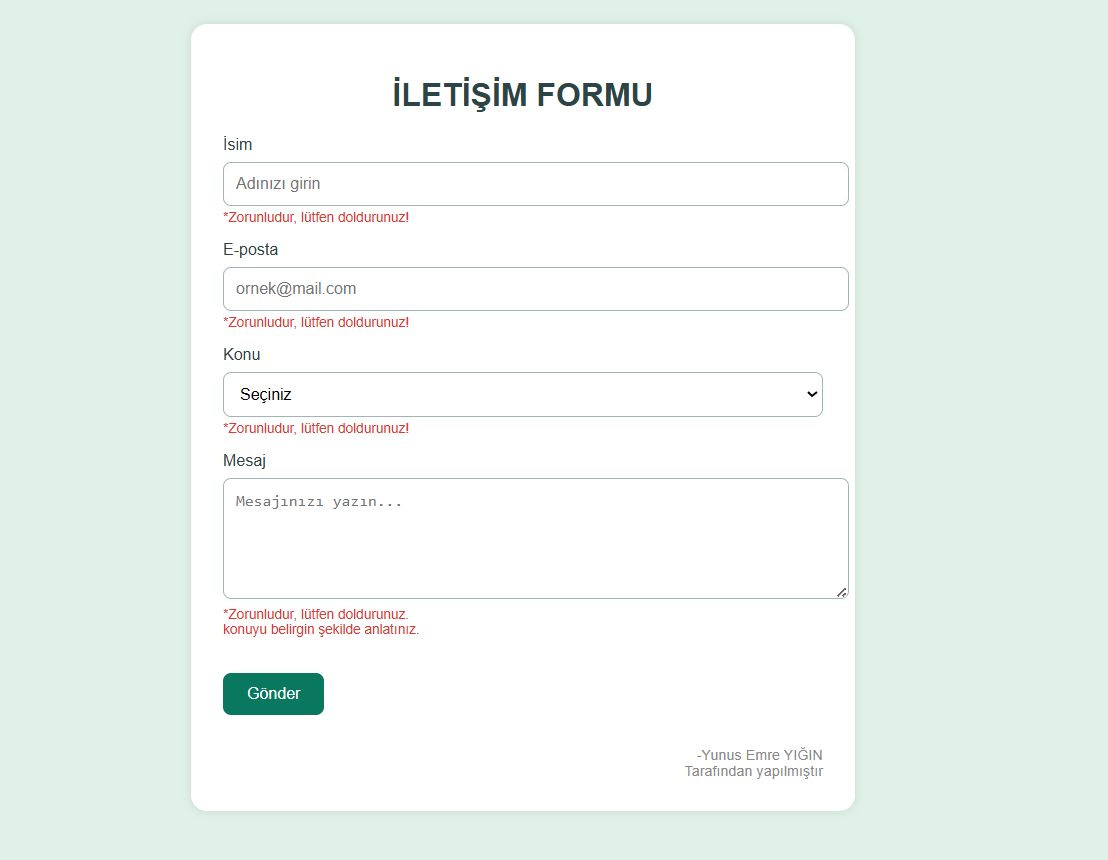 İLETİŞİM FORMU
İsim
Adınızı girin
*Zorunludur, lütfen doldurunuz!
E-posta
ornek@mail.com
*Zorunludur, lütfen doldurunuz!
Konu
Seçiniz
*Zorunludur, lütfen doldurunuz!
Mesaj
Mesajınızı yazın...
*Zorunludur, lütfen doldurunuz.
konuyu belirgin şekilde anlatınız.
Gönder
-Yunus Emre YIĞIN
Tarafından yapılmıştır